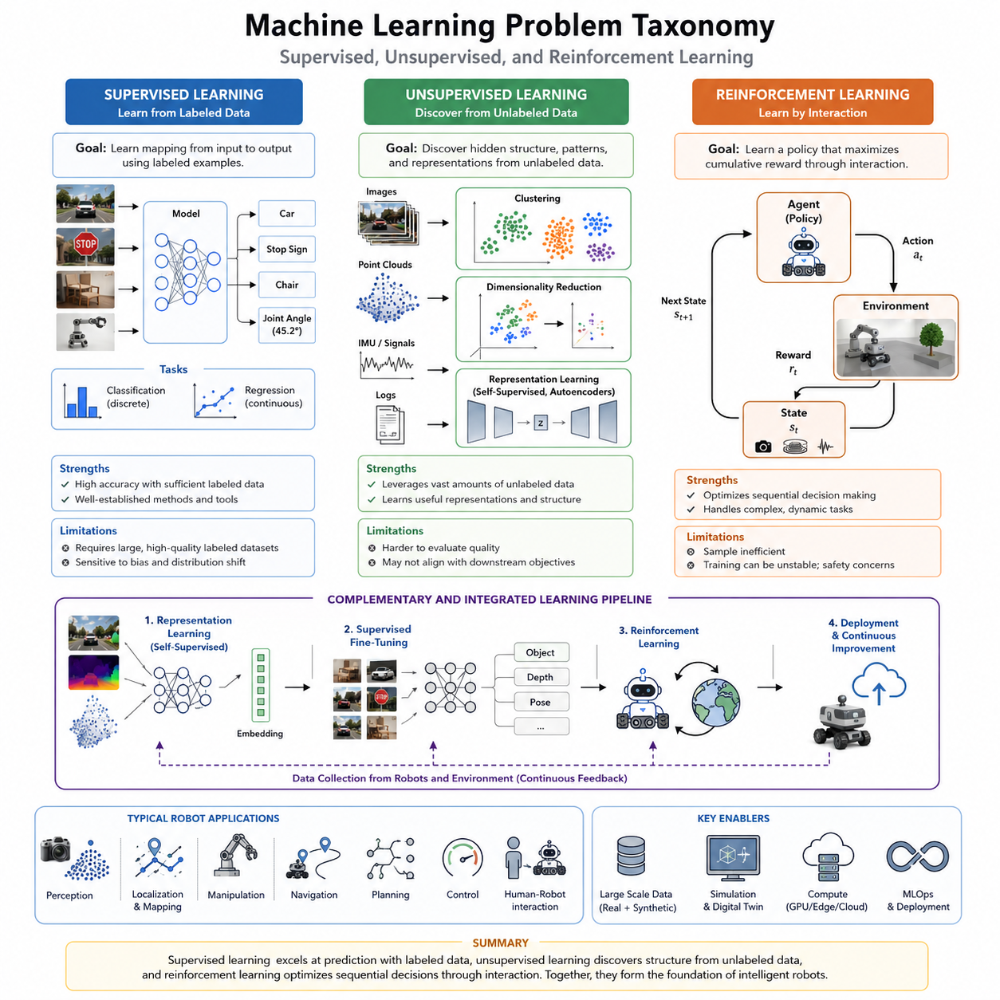 Machine Learning Problem Taxonomy
Supervised, Unsupervised, and Reinforcement Learning
SUPERVISED LEARNING
Learn from Labeled Data
Goal: Learn mapping from input to output
using labeled examples.
STOP
Model
Car
Stop Sign
Chair
Joint Angle
(45.2°)
Tasks
Classification
(discrete)
Regression
(continuous)
Strengths
✓ High accuracy with sufficient labeled data
✓ Well-established methods and tools
Limitations
⊗ Requires large, high-quality labeled datasets
⊗ Sensitive to bias and distribution shift
UNSUPERVISED LEARNING
Discover from Unlabeled Data
Goal: Discover hidden structure, patterns,
and representations from unlabeled data.
Images
Point Clouds
IMU / Signals
Logs
Clustering
Dimensionality Reduction
Representation Learning
(Self-Supervised, Autoencoders)
z
Strengths
✓ Leverages vast amounts of unlabeled data
✓ Learns useful representations and structure
Limitations
⊗ Harder to evaluate quality
⊗ May not align with downstream objectives
REINFORCEMENT LEARNING
Learn by Interaction
Goal: Learn a policy that maximizes
cumulative reward through interaction.
Agent
(Policy)
Action
a_t
Environment
Next State
s_{t+1}
Reward
r_t
State
s_t
Strengths
✓ Optimizes sequential decision making
✓ Handles complex, dynamic tasks
Limitations
⊗ Sample inefficient
⊗ Training can be unstable; safety concerns
COMPLEMENTARY AND INTEGRATED LEARNING PIPELINE
1. Representation
Learning
(Self-Supervised)
Embedding
2. Supervised
Fine-Tuning
STOP
Object
Depth
Pose
...
3. Reinforcement
Learning
4. Deployment
& Continuous
Improvement
Data Collection from Robots and Environment (Continuous Feedback)
TYPICAL ROBOT APPLICATIONS
Perception
Localization
& Mapping
Manipulation
Navigation
Planning
Control
Human-Robot
interaction
KEY ENABLERS
Large Scale Data
(Real + Synthetic)
Simulation
& Digital Twin
Compute
(GPU/Edge/Cloud)
MLOps
& Deployment
SUMMARY
Supervised learning excels at prediction with labeled data, unsupervised learning discovers structure from unlabeled data,
and reinforcement learning optimizes sequential decisions through interaction. Together, they form the foundation of intelligent robots.